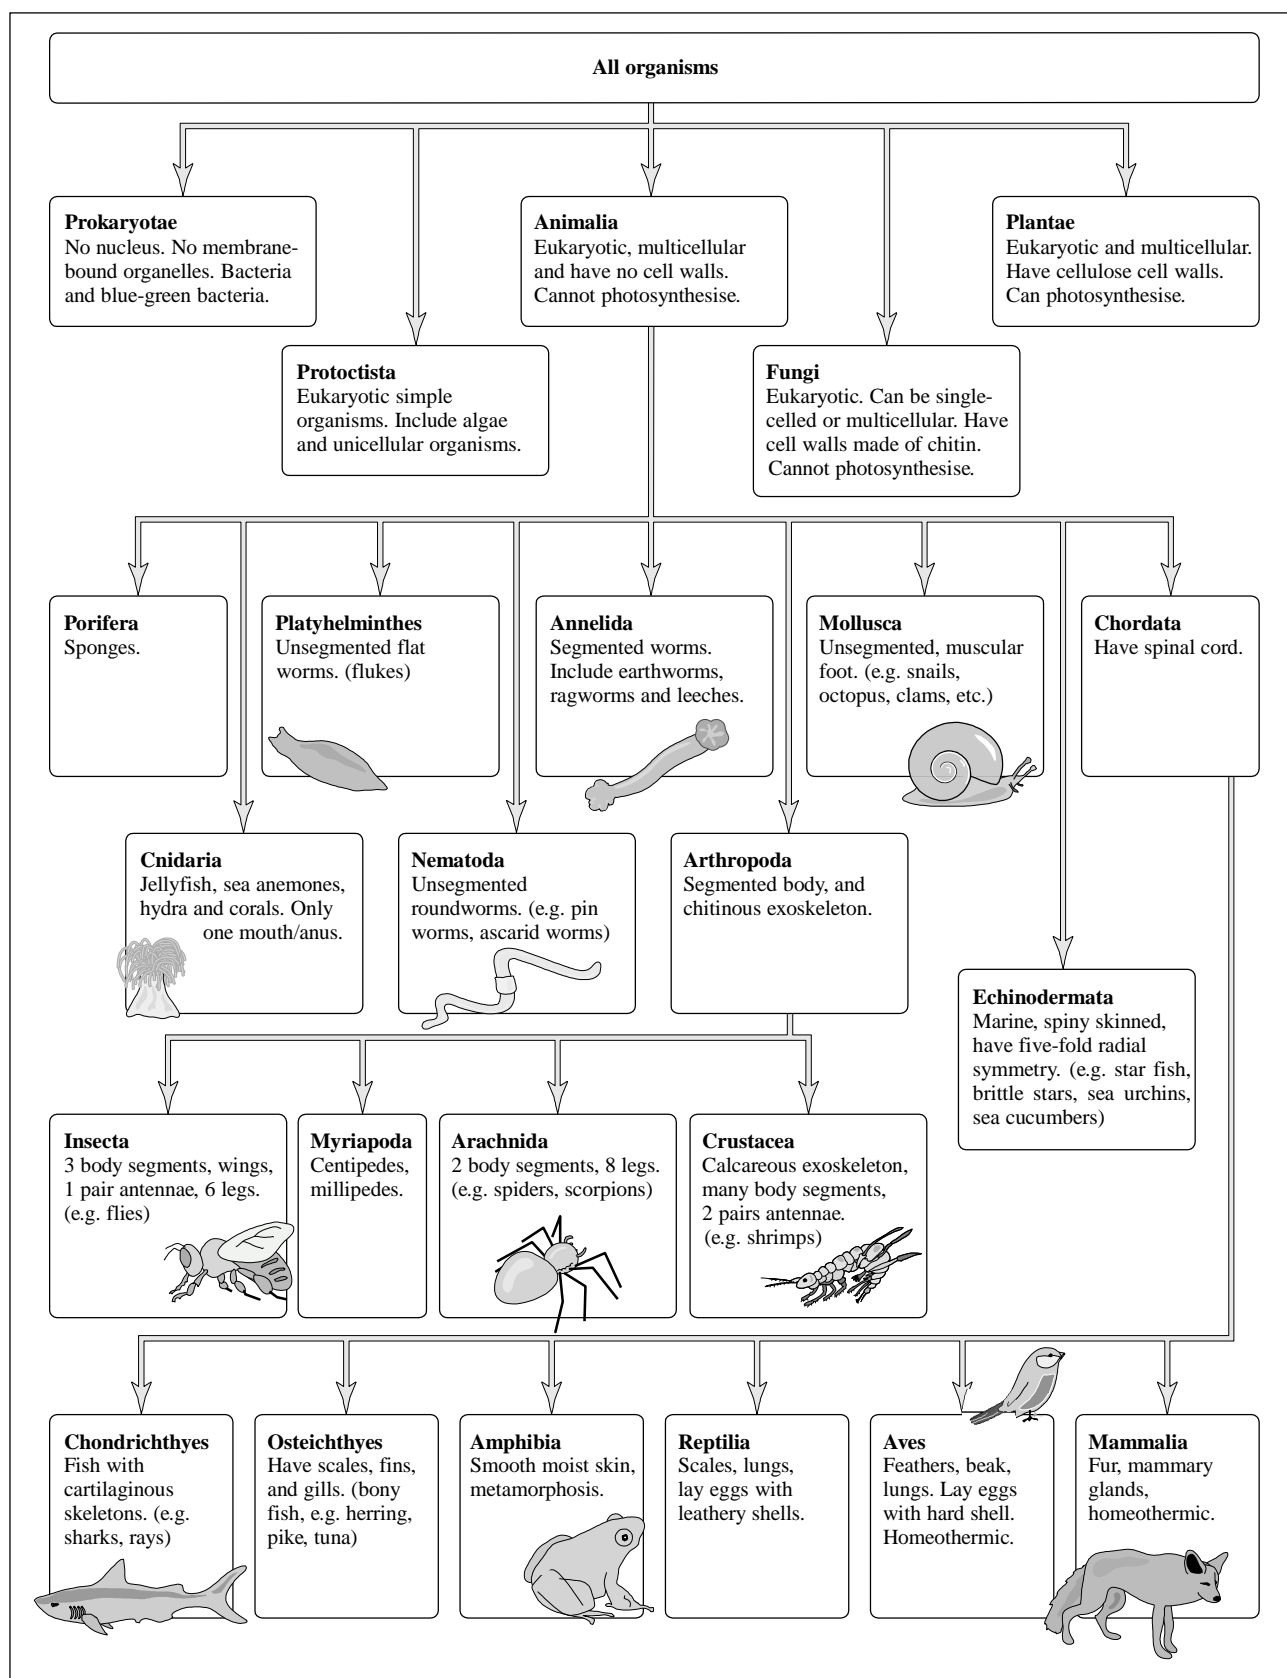 All organisms
Prokaryotae
No nucleus. No membrane-
bound organelles. Bacteria
and blue-green bacteria.
Animalia
Eukaryotic, multicellular
and have no cell walls.
Cannot photosynthesise.
Plantae
Eukaryotic and multicellular.
Have cellulose cell walls.
Can photosynthesise.
Protoctista
Eukaryotic simple
organisms. Include algae
and unicellular organisms.
Fungi
Eukaryotic. Can be single-
celled or multicellular. Have
cell walls made of chitin.
Cannot photosynthesise.
Porifera
Sponges.
Platyhelminthes
Unsegmented flat
worms. (flukes)
Annelida
Segmented worms.
Include earthworms,
ragworms and leeches.
Mollusca
Unsegmented, muscular
foot. (e.g. snails,
octopus, clams, etc.)
Chordata
Have spinal cord.
Cnidaria
Jellyfish, sea anemones,
hydra and corals. Only
one mouth/anus.
Nematoda
Unsegmented
roundworms. (e.g. pin
worms, ascarid worms)
Arthropoda
Segmented body, and
chitinous exoskeleton.
Echinodermata
Marine, spiny skinned,
have five-fold radial
symmetry. (e.g. star fish,
brittle stars, sea urchins,
sea cucumbers)
Insecta
3 body segments, wings,
1 pair antennae, 6 legs.
(e.g. flies)
Myriapoda
Centipedes,
millipedes.
Arachnida
2 body segments, 8 legs.
(e.g. spiders, scorpions)
Crustacea
Calcareous exoskeleton,
many body segments,
2 pairs antennae.
(e.g. shrimps)
Chondrichthyes
Fish with
cartilaginous
skeletons. (e.g.
sharks, rays)
Osteichthyes
Have scales, fins,
and gills. (bony
fish, e.g. herring,
pike, tuna)
Amphibia
Smooth moist skin,
metamorphosis.
Reptilia
Scales, lungs,
lay eggs with
leathery shells.
Aves
Feathers, beak,
lungs. Lay eggs
with hard shell.
Homeothermic.
Mammalia
Fur, mammary
glands,
homeothermic.